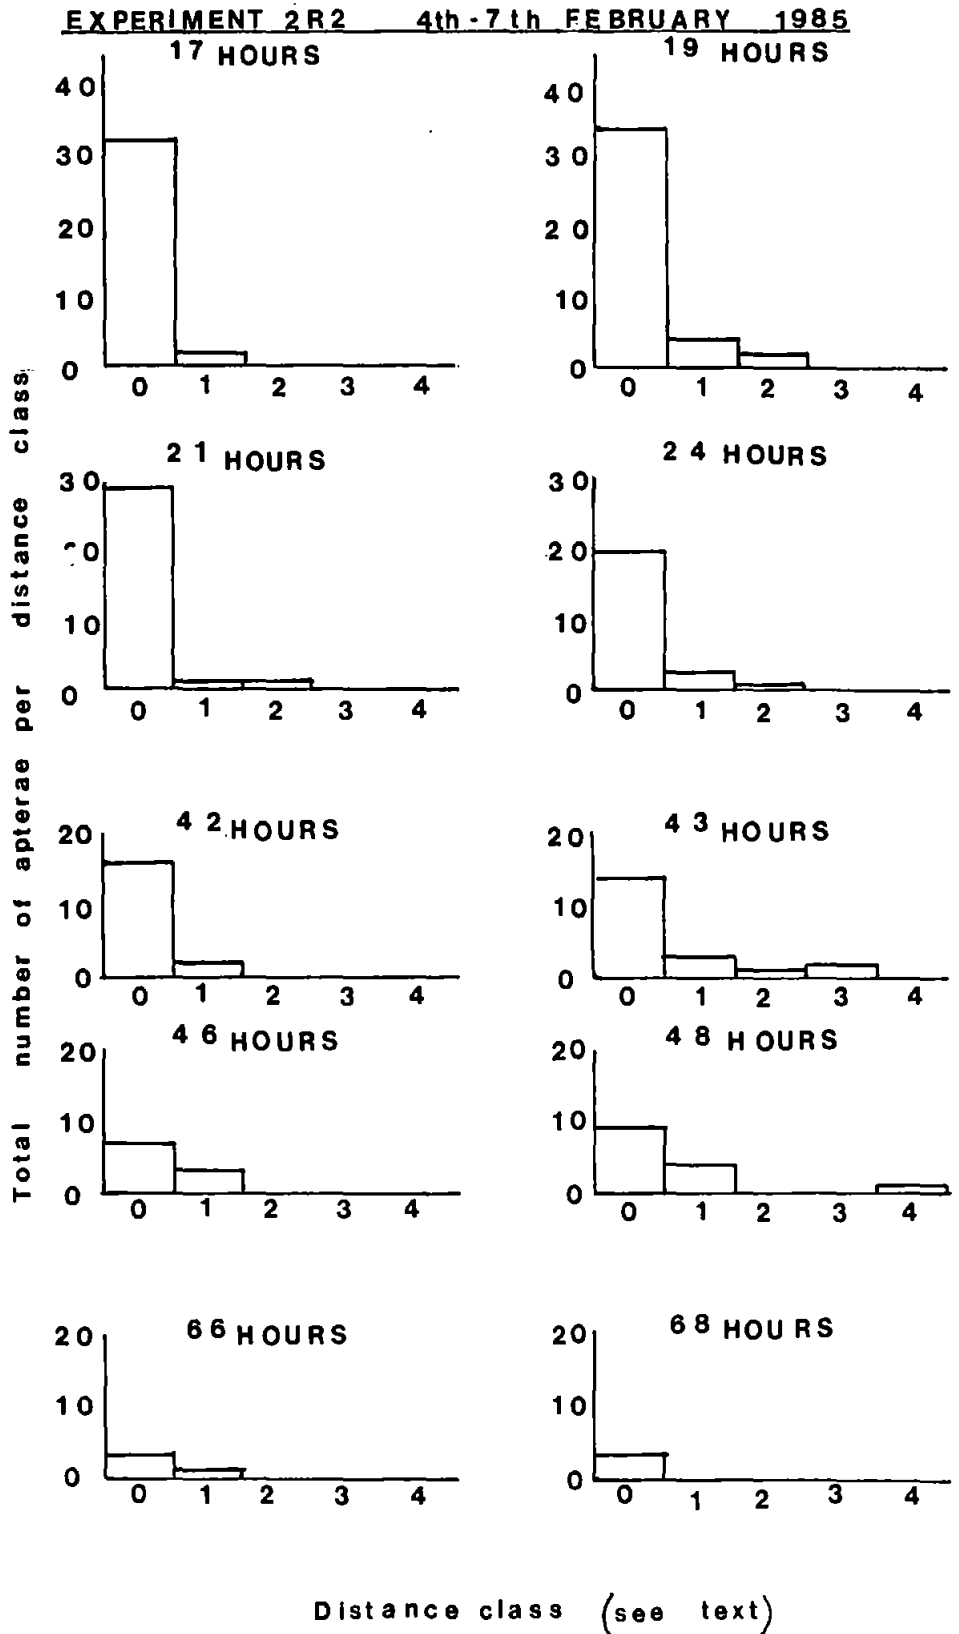 EXPERIMENT 2R2 4th-7th FEBRUARY 1985
17 HOURS
40
30
20
10
0
0 1 2 3 4
19 HOURS
40
30
20
10
0
0 1 2 3 4
21 HOURS
30
20
10
0
0 1 2 3 4
24 HOURS
30
20
10
0
0 1 2 3 4
42 HOURS
20
10
0
0 1 2 3 4
43 HOURS
20
10
0
0 1 2 3 4
46 HOURS
20
10
0
0 1 2 3 4
48 HOURS
20
10
0
0 1 2 3 4
66 HOURS
20
10
0
0 1 2 3 4
68 HOURS
20
10
0
0 1 2 3 4
Total number of apterae per distance class
Distance class (see text)